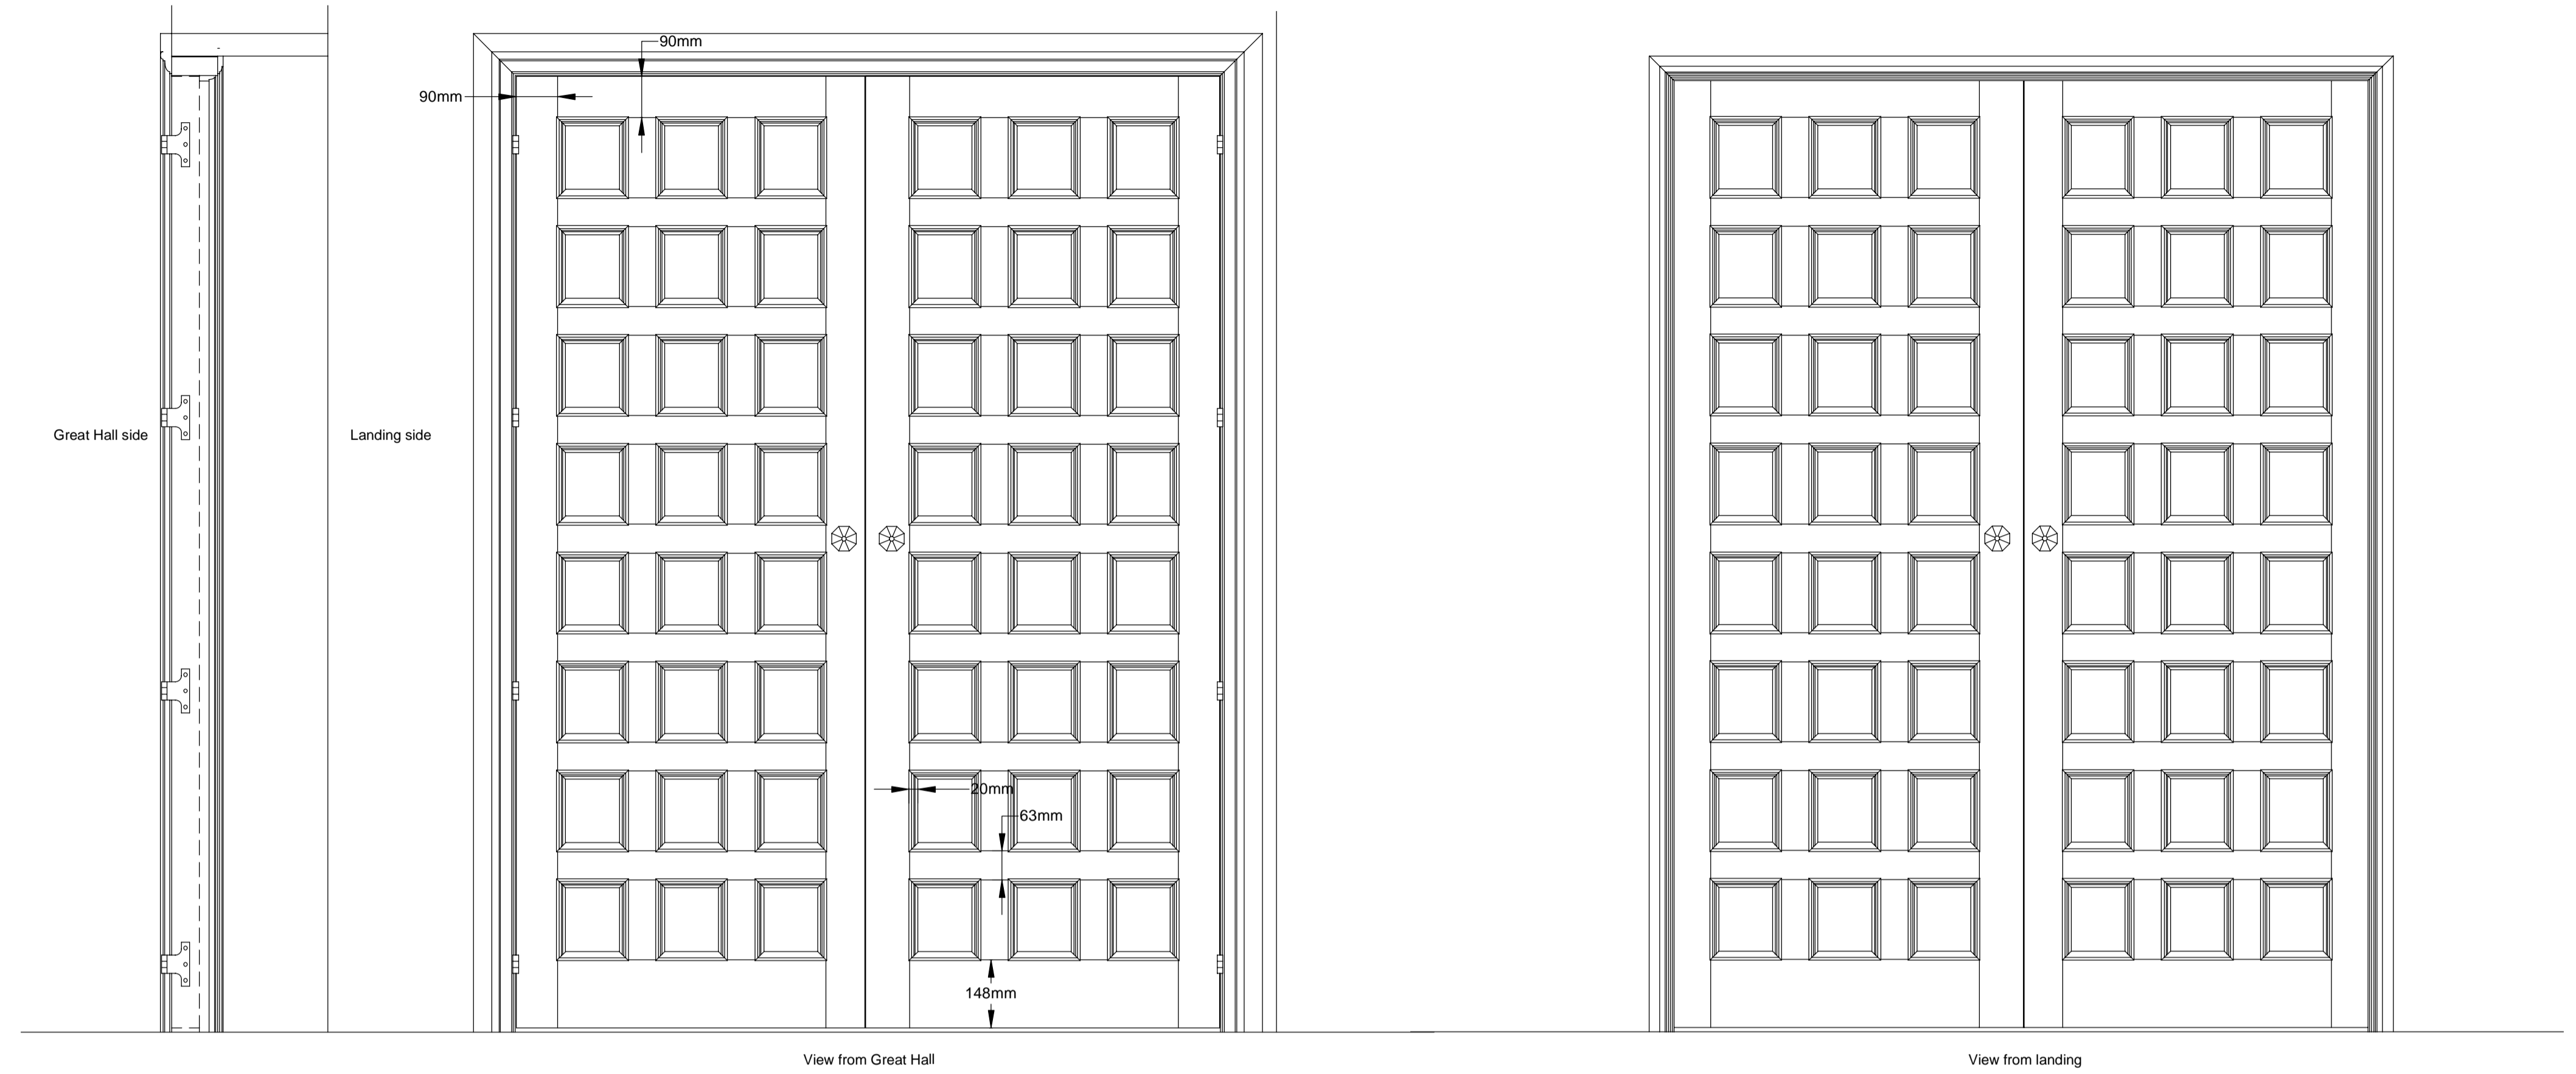 90mm
90mm
Great Hall side
Landing side
20mm
63mm
148mm
View from Great Hall
View from landing